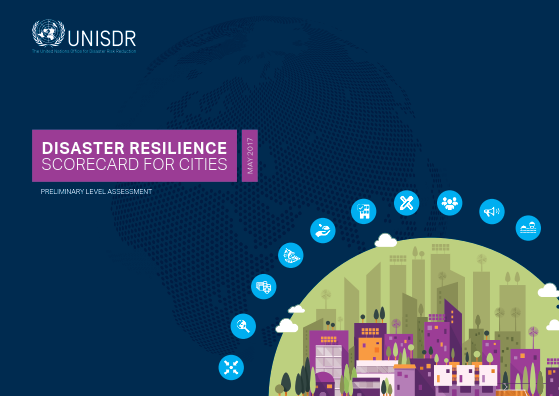 UNISDR
The United Nations Office for Disaster Risk Reduction
DISASTER RESILIENCE
SCORECARD FOR CITIES
MAY 2017
PRELIMINARY LEVEL ASSESSMENT